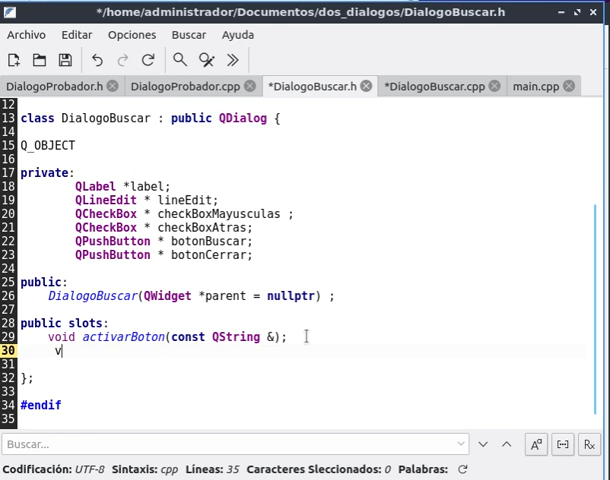 */home/administrador/Documentos/dos_dialogos/DialogoBuscar.h
Archivo Editar Opciones Buscar Ayuda
DialogoProbador.h DialogoProbador.cpp *DialogoBuscar.h *DialogoBuscar.cpp main.cpp
12
13 class DialogoBuscar : public QDialog {
14
15 Q_OBJECT
16
17 private:
18 QLabel *label;
19 QLineEdit * lineEdit;
20 QCheckBox * checkBoxMayusculas ;
21 QCheckBox * checkBoxAtras;
22 QPushButton * botonBuscar;
23 QPushButton * botonCerrar;
24
25 public:
26 DialogoBuscar(QWidget *parent = nullptr) ;
27
28 public slots:
29 void activarBoton(const QString &);
30 v
31
32 };
33
34 #endif
35
Buscar...
Codificación: UTF-8 Sintaxis: cpp Líneas: 35 Caracteres Sleccionados: 0 Palabras: